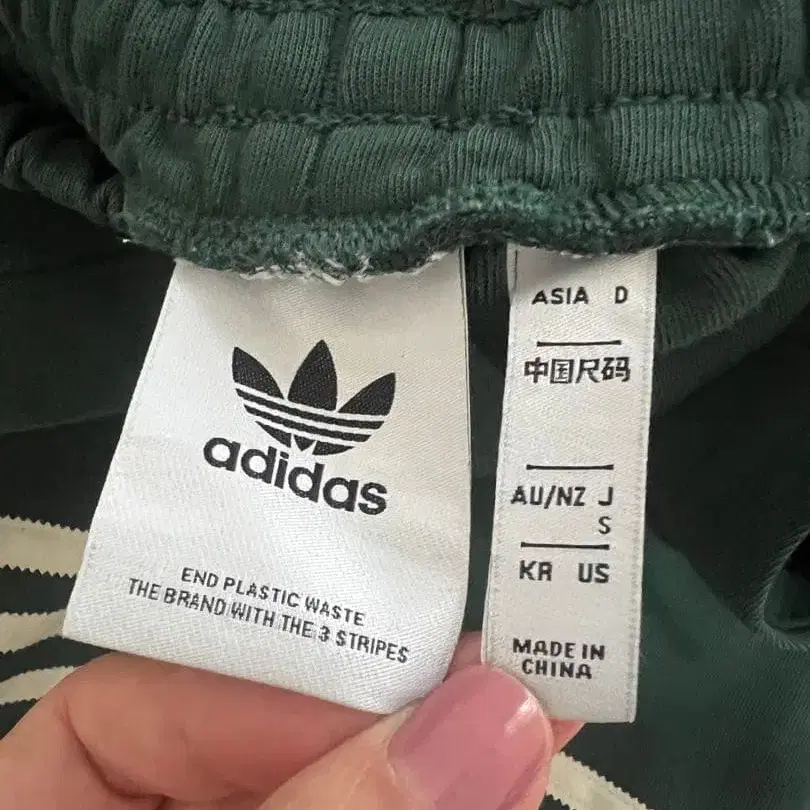 adidas
END PLASTIC WASTE
THE BRAND WITH THE 3 STRIPES
ASIA D
中国尺码
AU/NZ J
S
KR US
MADE IN
CHINA